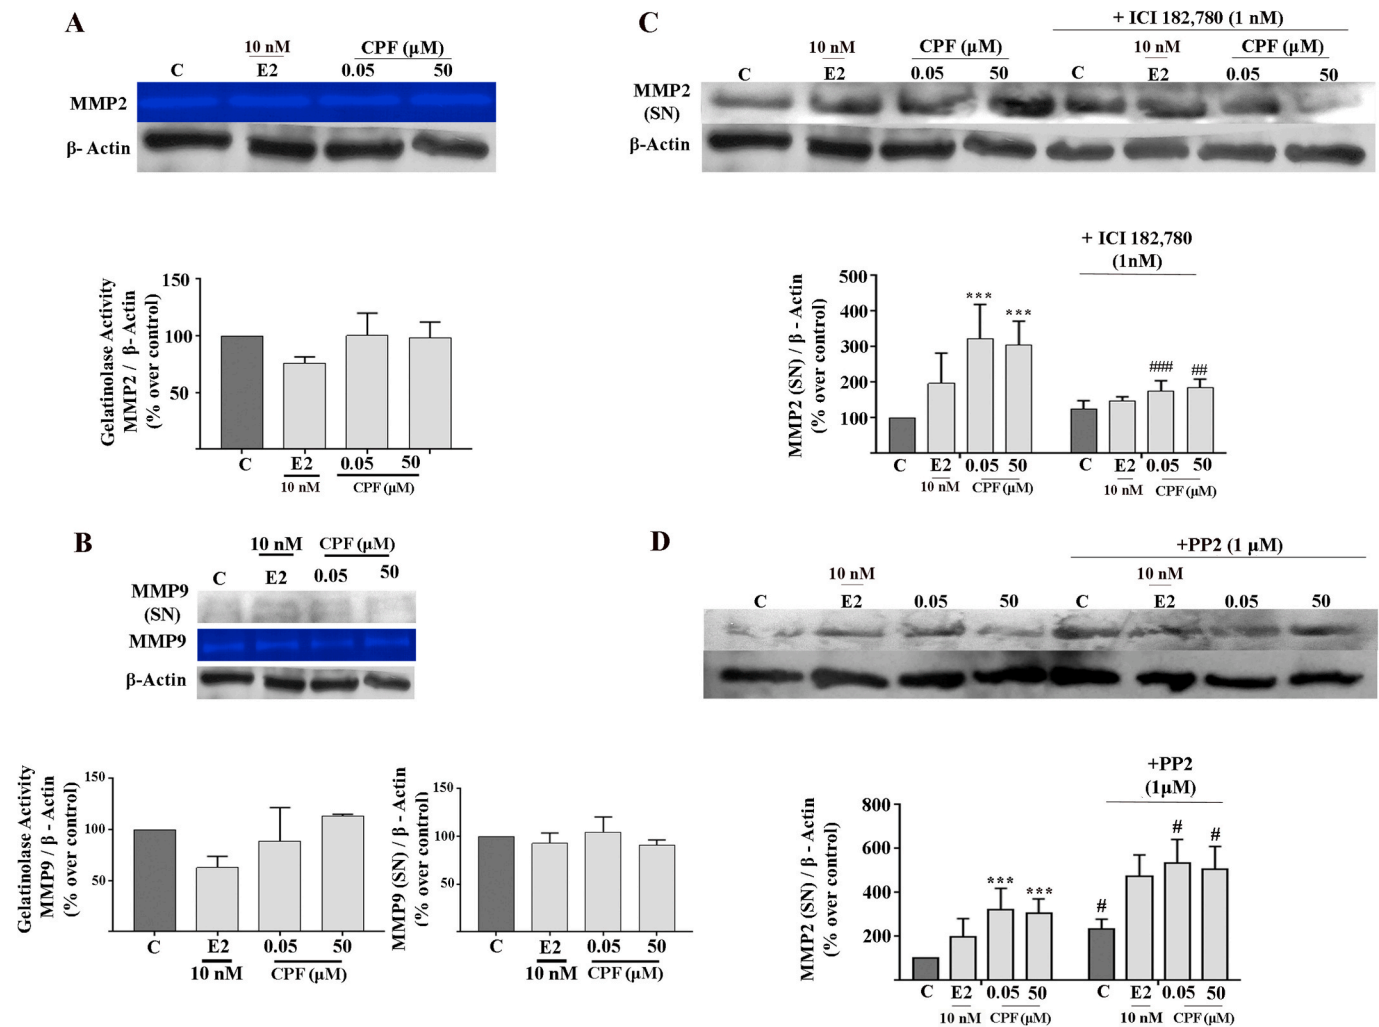 A
10 nM
CPF (µM)
C
E2
0.05
50
MMP2
β- Actin
Gelatinolase Activity
MMP2 / β- Actin
(% over control)
150
100
50
C
E2
0.05
50
10 nM
CPF (µM)
B
10 nM
CPF (µM)
C
E2
0.05
50
MMP9
(SN)
MMP9
β-Actin
Gelatinolase Activity
MMP9 / β - Actin
(% over control)
150
100
50
C
E2
0.05
50
10 nM
CPF (µM)
MMP9 (SN) / β - Actin
(% over control)
150
100
50
C
E2
0.05
50
10 nM
CPF (µM)
C
+ ICI 182,780 (1 nM)
10 nM
CPF (µM)
10 nM
CPF (µM)
C
E2
0.05
50
C
E2
0.05
50
MMP2
(SN)
β-Actin
+ ICI 182,780
(1nM)
MMP2 (SN) / β - Actin
(% over control)
500
400
300
200
100
***
***
###
##
C
E2
0.05
50
C
E2
0.05
50
10 nM
CPF (µM)
10 nM
CPF (µM)
D
+PP2 (1 µM)
10 nM
10 nM
C
E2
0.05
50
C
E2
0.05
50
+PP2
(1µM)
MMP2 (SN) / β - Actin
(% over control)
800
600
400
200
***
***
#
#
#
C
E2
0.05
50
C
E2
0.05
50
10 nM
CPF (µM)
10 nM
CPF (µM)